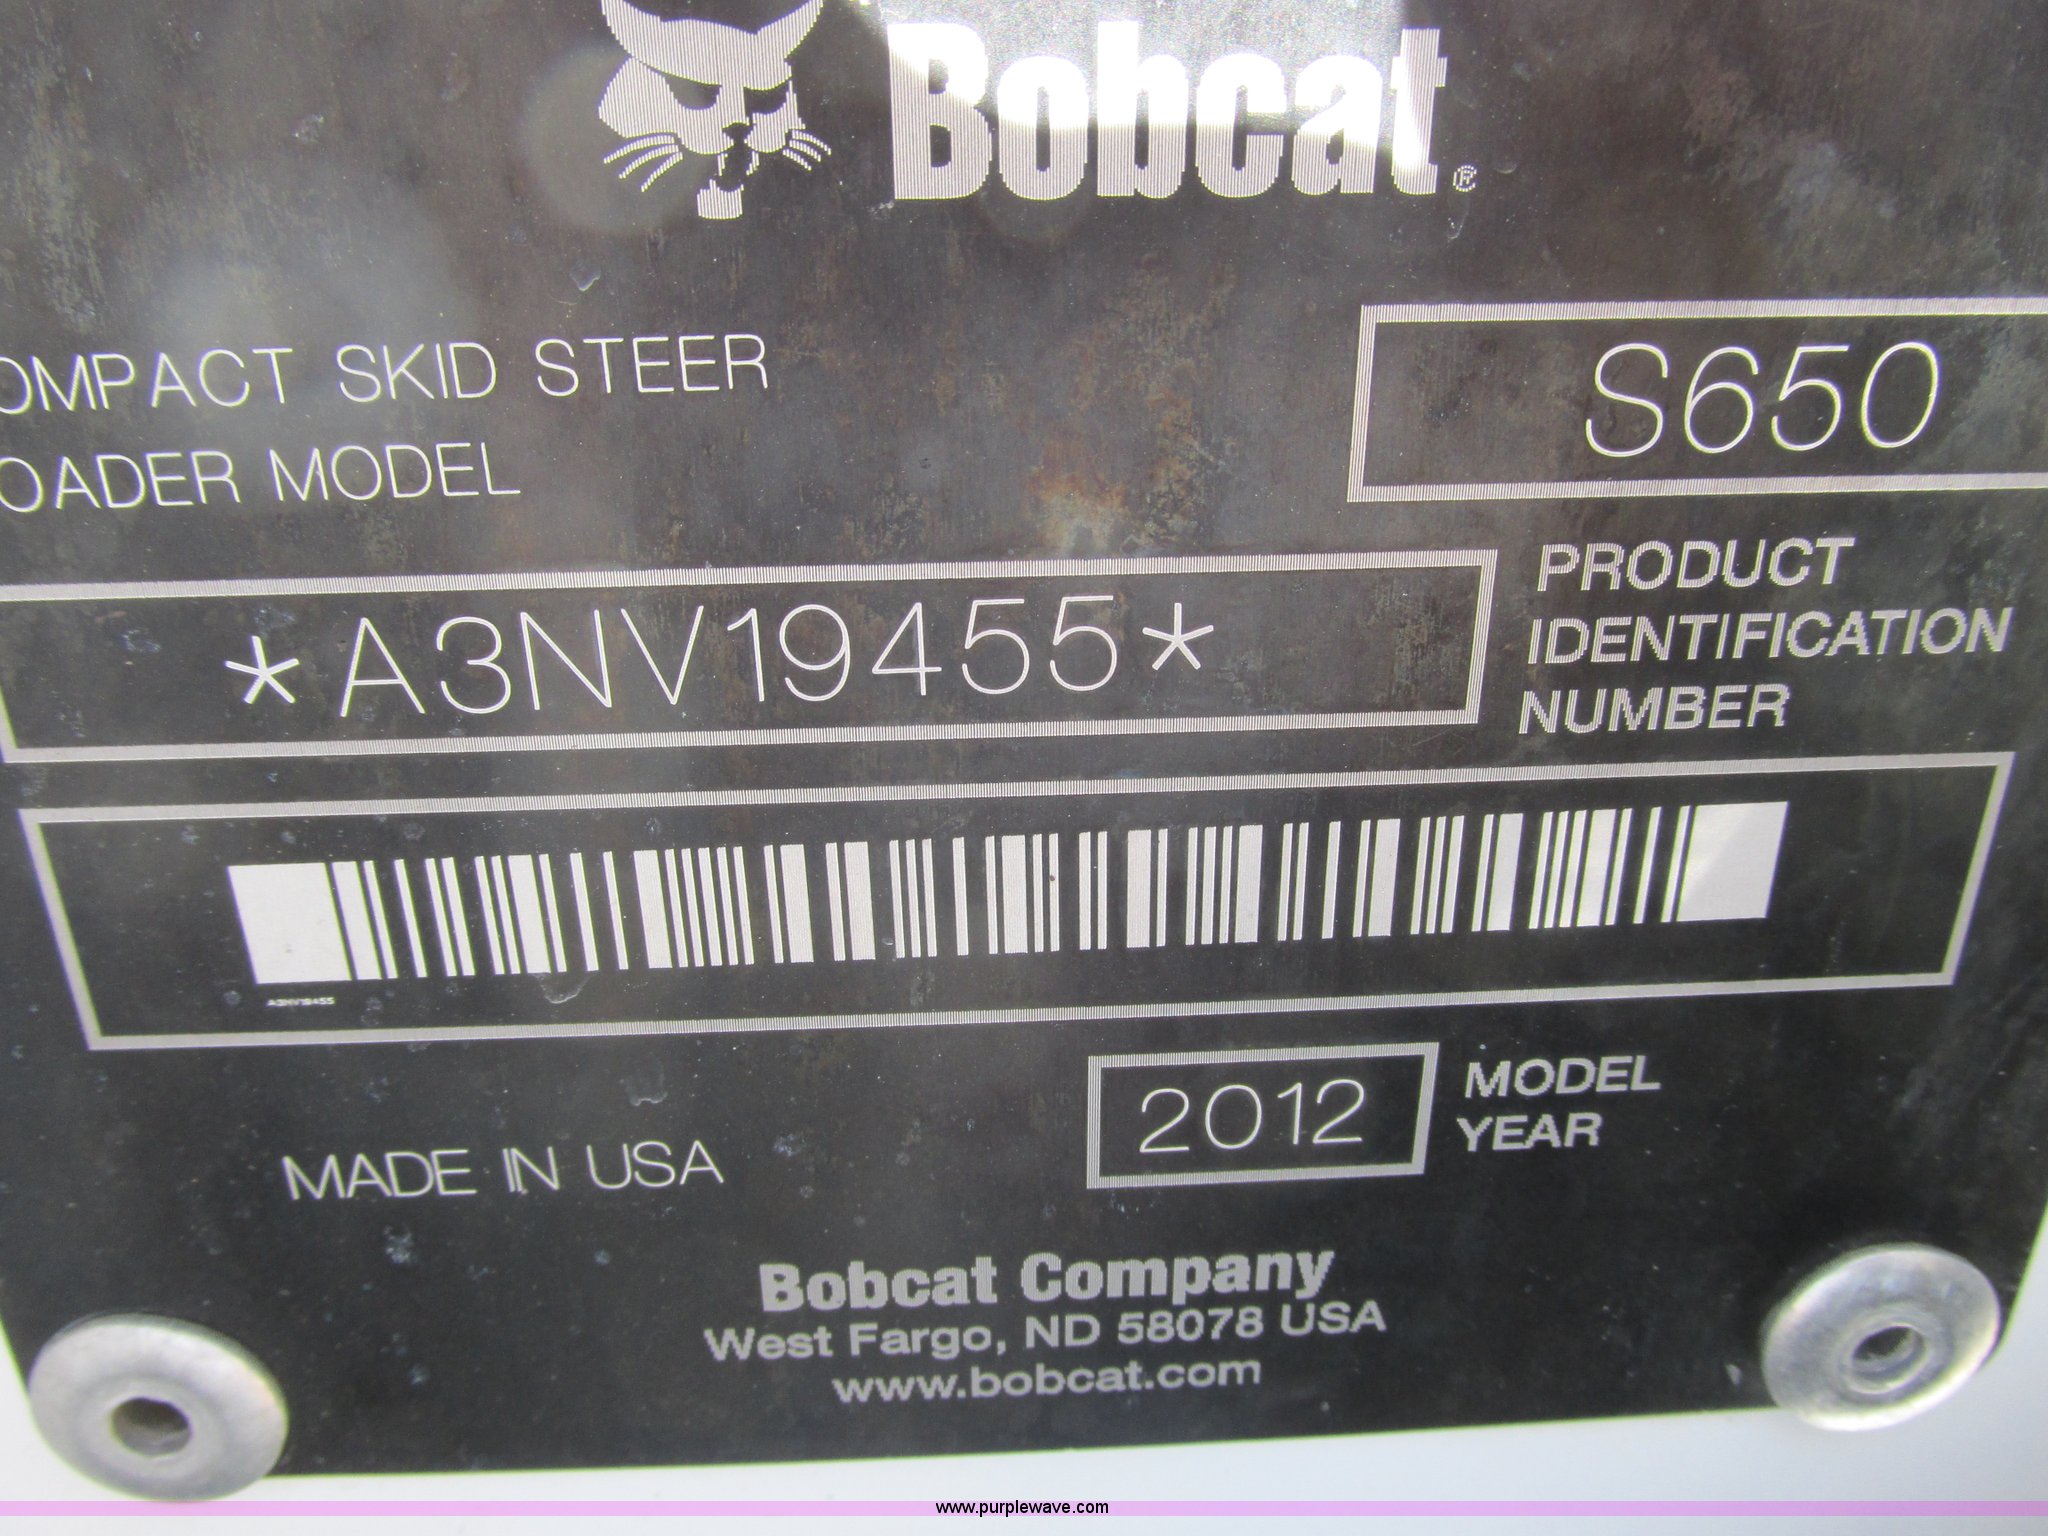 Bobcat®
OMPACT SKID STEER
OADER MODEL
S650
*A3NV19455*
PRODUCT
IDENTIFICATION
NUMBER
A3NV19455
MADE IN USA
2012
MODEL
YEAR
Bobcat Company
West Fargo, ND 58078 USA
www.bobcat.com
www.purplewave.com